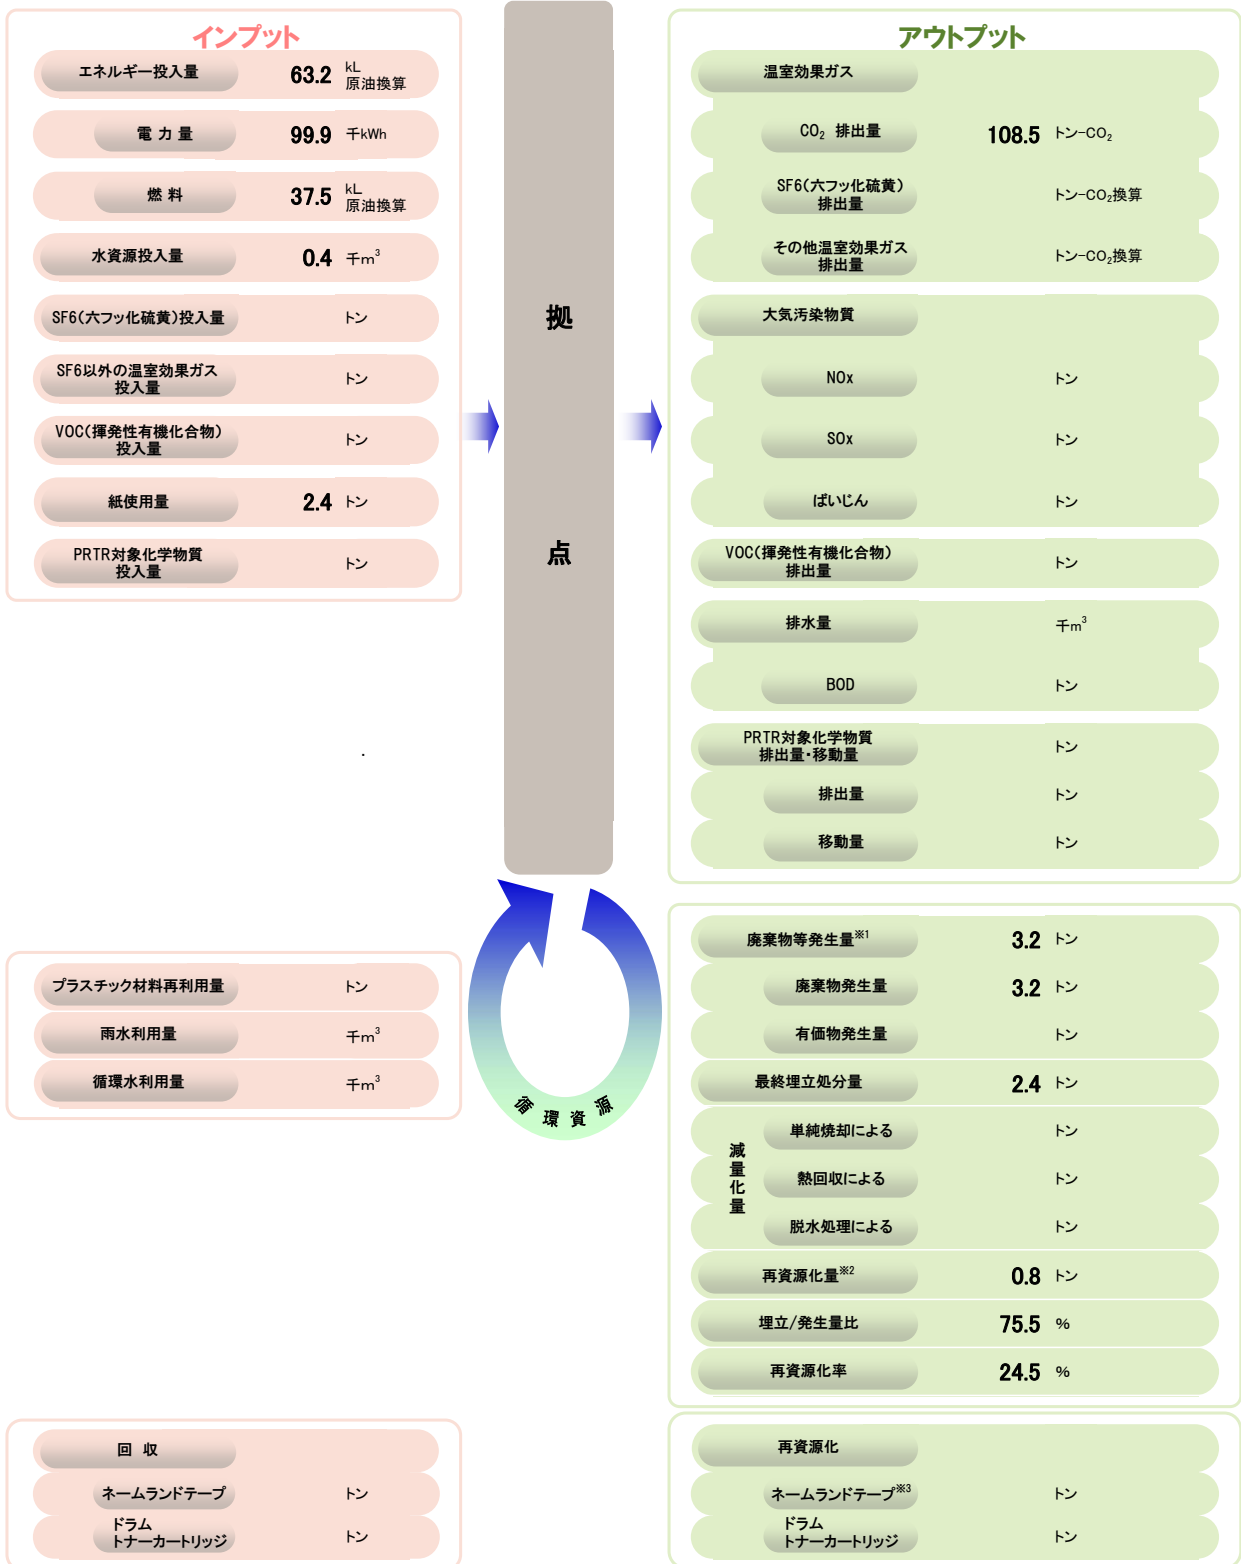 インプット
エネルギー投入量 63.2 kL
原油換算
電 力 量 99.9 千kWh
燃 料 37.5 kL
原油換算
水資源投入量 0.4 千m³
SF6(六フッ化硫黄)投入量 トン
SF6以外の温室効果ガス
投入量 トン
VOC(揮発性有機化合物)
投入量 トン
紙使用量 2.4 トン
PRTR対象化学物質
投入量 トン
拠
点
アウトプット
温室効果ガス
CO₂ 排出量 108.5 トン-CO₂
SF6(六フッ化硫黄)
排出量 トン-CO₂換算
その他温室効果ガス
排出量 トン-CO₂換算
大気汚染物質
NOx トン
SOx トン
ばいじん トン
VOC(揮発性有機化合物)
排出量 トン
排水量 千m³
BOD トン
PRTR対象化学物質
排出量・移動量 トン
排出量 トン
移動量 トン
プラスチック材料再利用量 トン
雨水利用量 千m³
循環水利用量 千m³
循環資源
廃棄物等発生量※1 3.2 トン
廃棄物発生量 3.2 トン
有価物発生量 トン
最終埋立処分量 2.4 トン
減量化量
単純焼却による トン
熱回収による トン
脱水処理による トン
再資源化量※2 0.8 トン
埋立/発生量比 75.5 %
再資源化率 24.5 %
回 収
ネームランドテープ トン
ドラム
トナーカートリッジ トン
再資源化
ネームランドテープ※3 トン
ドラム
トナーカートリッジ トン